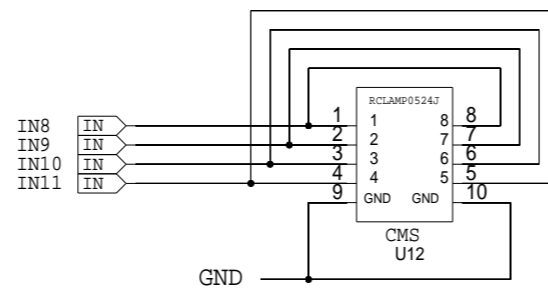 RCLAMP0524J
IN8 IN 1 1 8 8
IN9 IN 2 2 7 7
IN10 IN 3 3 6 6
IN11 IN 4 4 5 5
9 GND GND 10
CMS
U12
GND